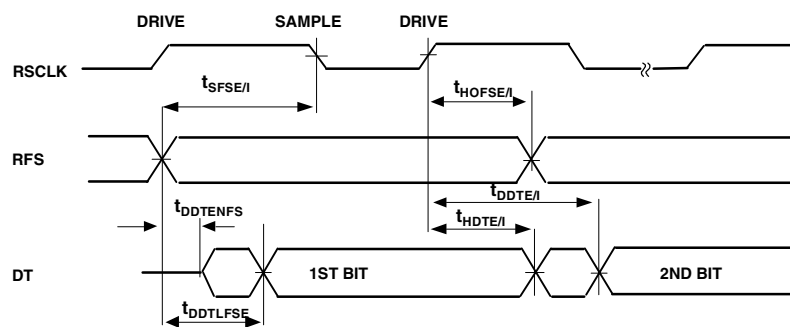 DRIVE SAMPLE DRIVE
RSCLK
tSFSE/I tHOFSE/I
RFS
tDDTE/I
tDDTENFS
tHDTE/I
DT 1ST BIT 2ND BIT
tDDTLFSE